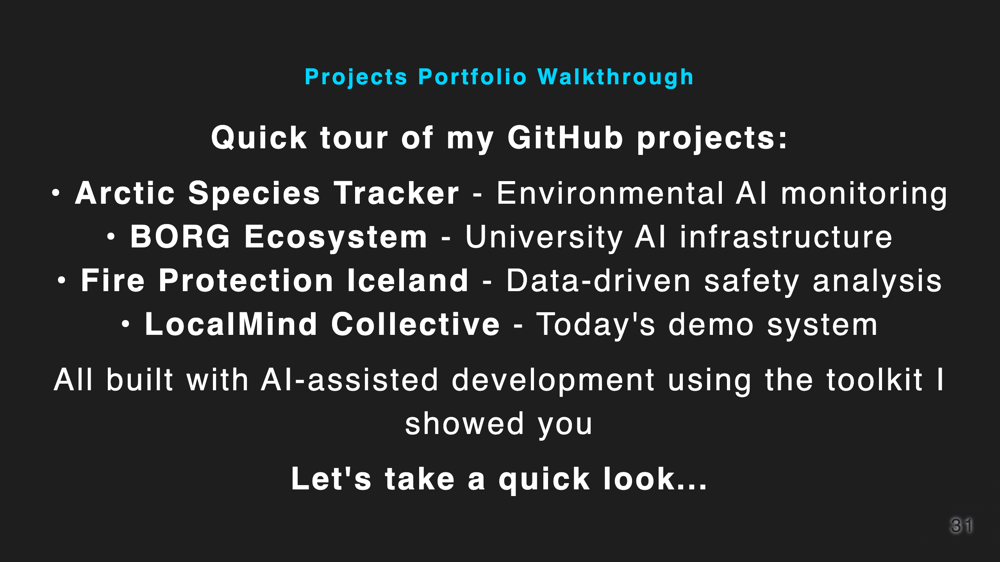 Projects Portfolio Walkthrough
Quick tour of my GitHub projects:
• Arctic Species Tracker - Environmental AI monitoring
• BORG Ecosystem - University AI infrastructure
• Fire Protection Iceland - Data-driven safety analysis
• LocalMind Collective - Today's demo system
All built with AI-assisted development using the toolkit I
showed you
Let's take a quick look...
31